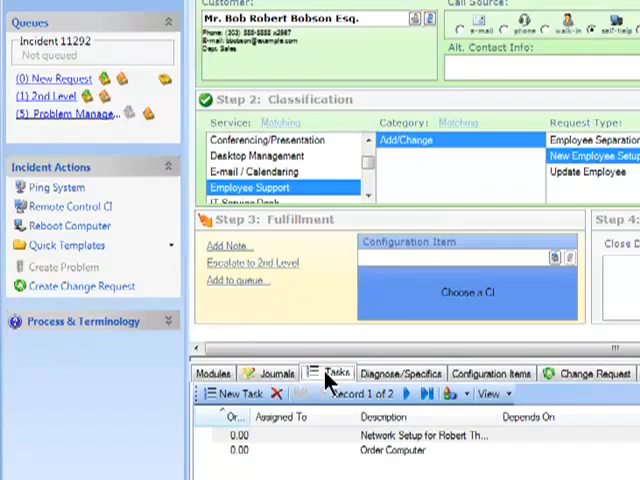 Queues
Incident 11292
Not queued
(0) New Request
(1) 2nd Level
(5) Problem Manage...
Incident Actions
Ping System
Remote Control CI
Reboot Computer
Quick Templates
Create Problem
Create Change Request
Process & Terminology
Customer:
Mr. Bob Robert Bobson Esq.
Phone: (303) 555-5555 x2987
E-mail: bbobson@example.com
Dept: Sales
Call Source:
e-mail phone walk-in self-help
Alt. Contact Info:
Step 2: Classification
Service: Matching
Category: Matching
Request Type:
Conferencing/Presentation
Desktop Management
E-mail / Calendaring
Employee Support
IT Service Desk
Add/Change
Employee Separation
New Employee Setup
Update Employee
Step 3: Fulfillment
Add Note...
Escalate to 2nd Level
Add to queue...
Configuration Item
Choose a CI
Step 4:
Close D
Modules Journals Tasks Diagnose/Specifics Configuration Items Change Request
New Task Record 1 of 2 View
Or... Assigned To Description Depends On
0.00 Network Setup for Robert Th...
0.00 Order Computer